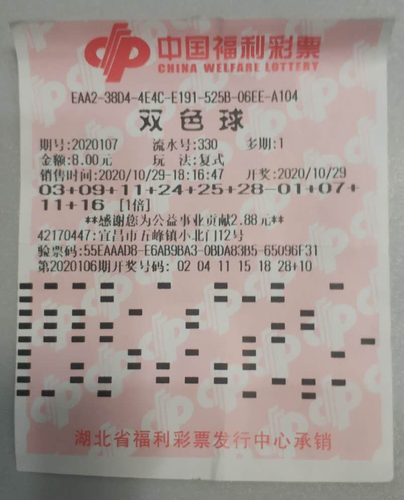 中国福利彩票
CHINA WELFARE LOTTERY
EAA2-38D4-4E4C-E191-525B-06EE-A104
双色球
期号:2020107 流水号:330 多期:1
金额:8.00元 玩 法:复式
销售时间:2020/10/29-18:16:47 开奖:2020/10/29
03+09+11+24+25+28-01+07+
11+16 [1倍]
**感谢您为公益事业贡献2.88元**
42170447:宜昌市五峰镇小北门12号
验票码:55EAAAD8-E6AB9BA3-0BDA83B5-65096F31
第2020106期开奖号码: 02 04 11 15 18 28+10
湖北省福利彩票发行中心承销